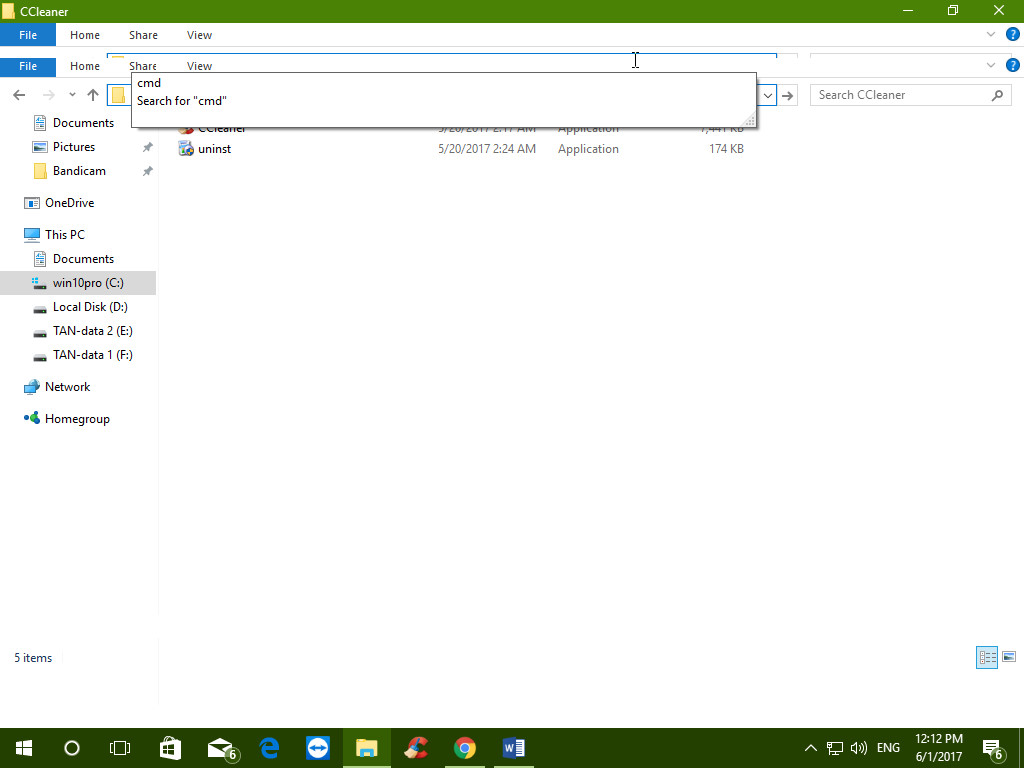 CCleaner
File Home Share View
File Home Share View
cmd
Search for "cmd"
Search CCleaner
CCleaner 5/20/2017 2:17 AM Application 7,441 KB
uninst 5/20/2017 2:24 AM Application 174 KB
Documents
Pictures
Bandicam
OneDrive
This PC
Documents
win10pro (C:)
Local Disk (D:)
TAN-data 2 (E:)
TAN-data 1 (F:)
Network
Homegroup
5 items
6
ENG
12:12 PM
6/1/2017
6